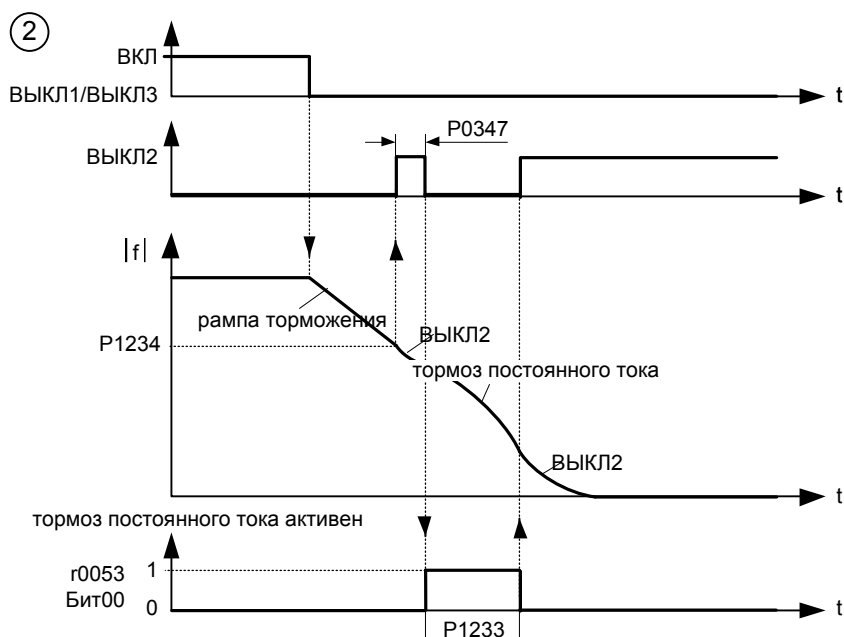 2
ВКЛ
ВЫКЛ1/ВЫКЛ3
t
P0347
ВЫКЛ2
t
|f|
рампа торможения
P1234
ВЫКЛ2
тормоз постоянного тока
ВЫКЛ2
t
тормоз постоянного тока активен
r0053 1
Бит00 0
t
P1233